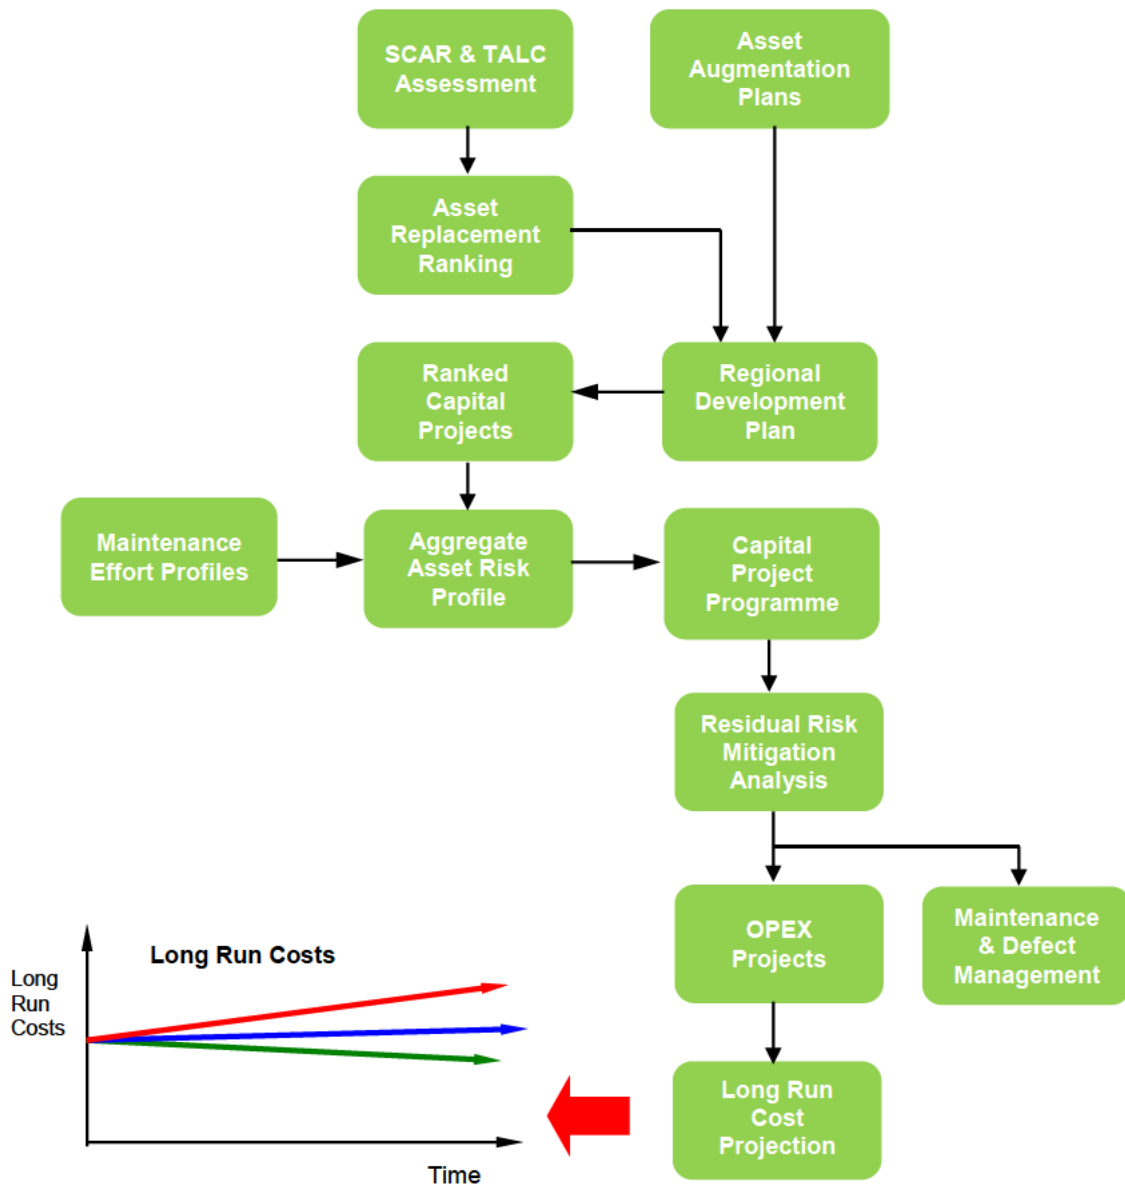 SCAR & TALC
Assessment
Asset
Augmentation
Plans
Asset
Replacement
Ranking
Ranked
Capital
Projects
Regional
Development
Plan
Maintenance
Effort Profiles
Aggregate
Asset Risk
Profile
Capital
Project
Programme
Residual Risk
Mitigation
Analysis
OPEX
Projects
Maintenance
& Defect
Management
Long Run
Cost
Projection
Long Run Costs
Long
Run
Costs
Time